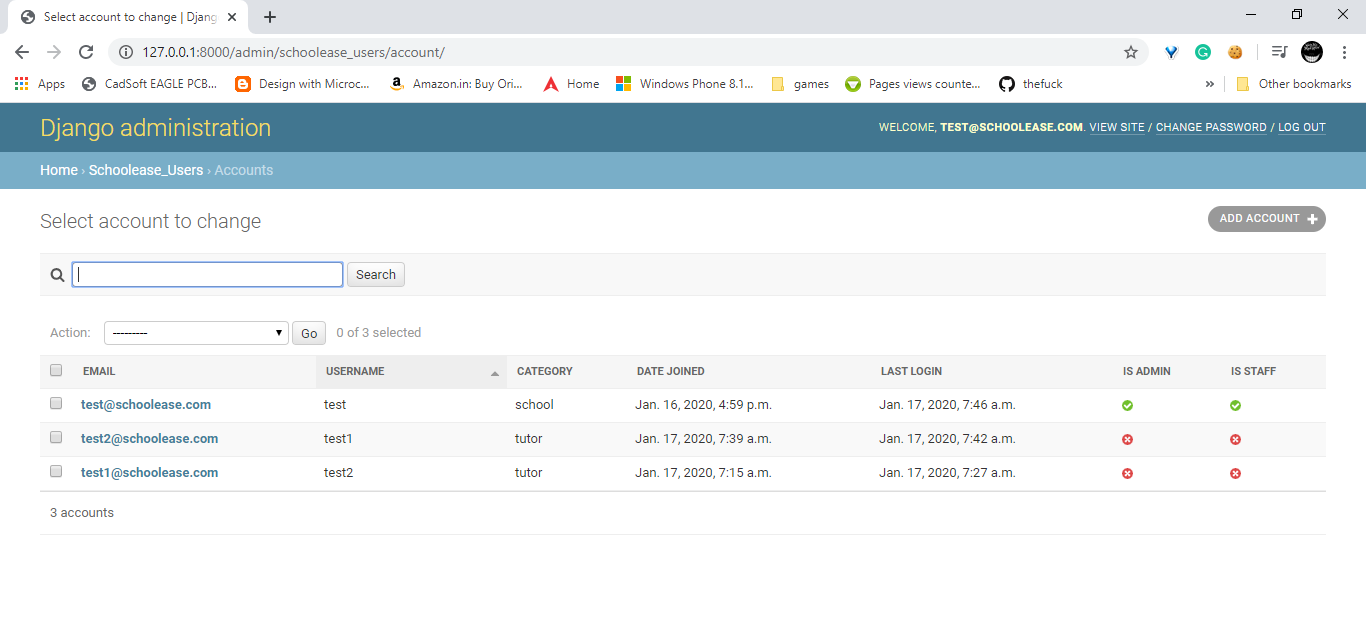 Select account to change | Djang
127.0.0.1:8000/admin/schoolease_users/account/
Apps CadSoft EAGLE PCB... Design with Microc... Amazon.in: Buy Ori... Home Windows Phone 8.1... games Pages views counte... thefuck » Other bookmarks
Django administration
WELCOME, TEST@SCHOOLEASE.COM. VIEW SITE / CHANGE PASSWORD / LOG OUT
Home › Schoolease_Users › Accounts
Select account to change
ADD ACCOUNT +
Search
Action: --------- Go 0 of 3 selected
EMAIL USERNAME CATEGORY DATE JOINED LAST LOGIN IS ADMIN IS STAFF
test@schoolease.com test school Jan. 16, 2020, 4:59 p.m. Jan. 17, 2020, 7:46 a.m.
test2@schoolease.com test1 tutor Jan. 17, 2020, 7:39 a.m. Jan. 17, 2020, 7:42 a.m.
test1@schoolease.com test2 tutor Jan. 17, 2020, 7:15 a.m. Jan. 17, 2020, 7:27 a.m.
3 accounts